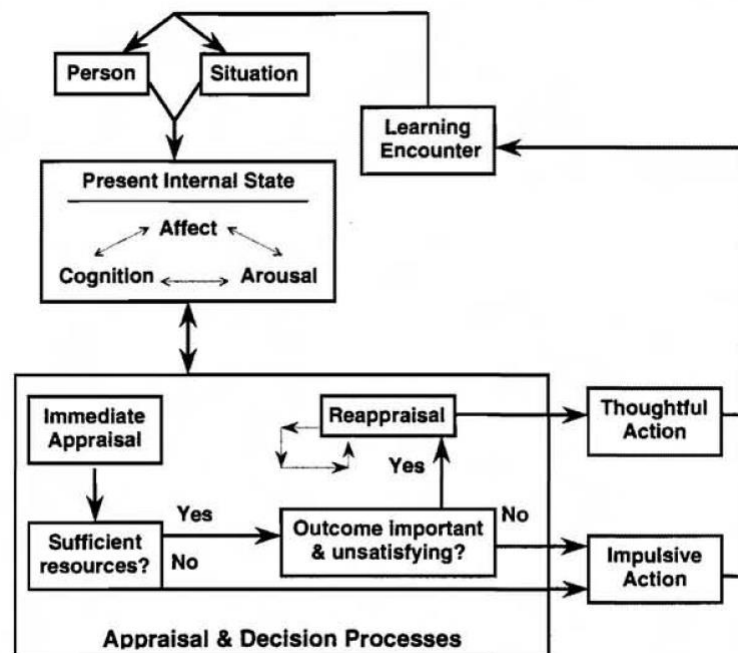 Person
Situation
Learning
Encounter
Present Internal State
Affect
Cognition
Arousal
Immediate
Appraisal
Reappraisal
Thoughtful
Action
Yes
Yes
No
Sufficient
resources?
No
Outcome important
& unsatisfying?
Impulsive
Action
Appraisal & Decision Processes